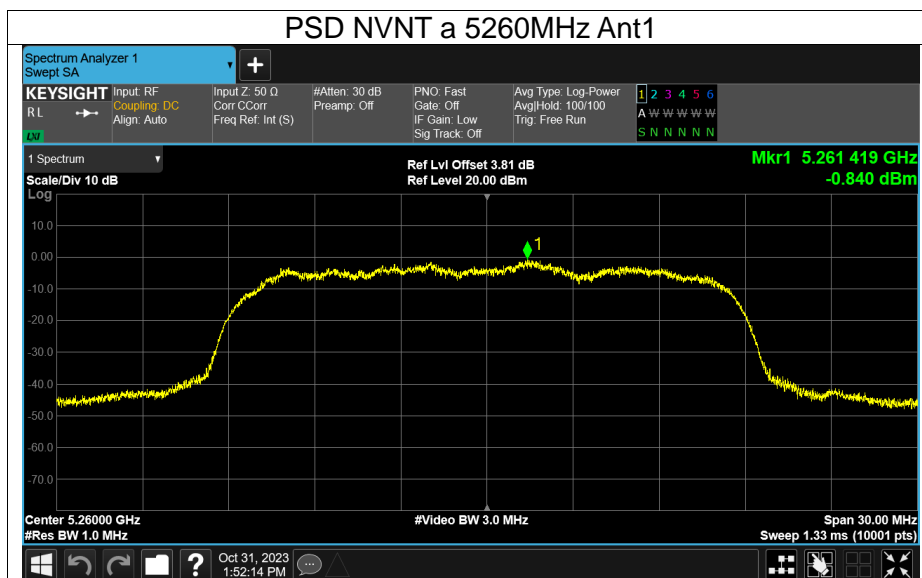 PSD NVNT a 5260MHz Ant1
Spectrum Analyzer 1
Swept SA
KEYSIGHT
R L
LXI
Input: RF
Coupling: DC
Align: Auto
Input Z: 50 Ω
Corr CCorr
Freq Ref: Int (S)
#Atten: 30 dB
Preamp: Off
PNO: Fast
Gate: Off
IF Gain: Low
Sig Track: Off
Avg Type: Log-Power
Avg|Hold: 100/100
Trig: Free Run
1 2 3 4 5 6
A W W W W W
S N N N N N
1 Spectrum
Scale/Div 10 dB
Ref Lvl Offset 3.81 dB
Ref Level 20.00 dBm
Mkr1 5.261 419 GHz
-0.840 dBm
Log
10.0
0.00
-10.0
-20.0
-30.0
-40.0
-50.0
-60.0
-70.0
1
Center 5.26000 GHz
#Res BW 1.0 MHz
#Video BW 3.0 MHz
Span 30.00 MHz
Sweep 1.33 ms (10001 pts)
?
Oct 31, 2023
1:52:14 PM